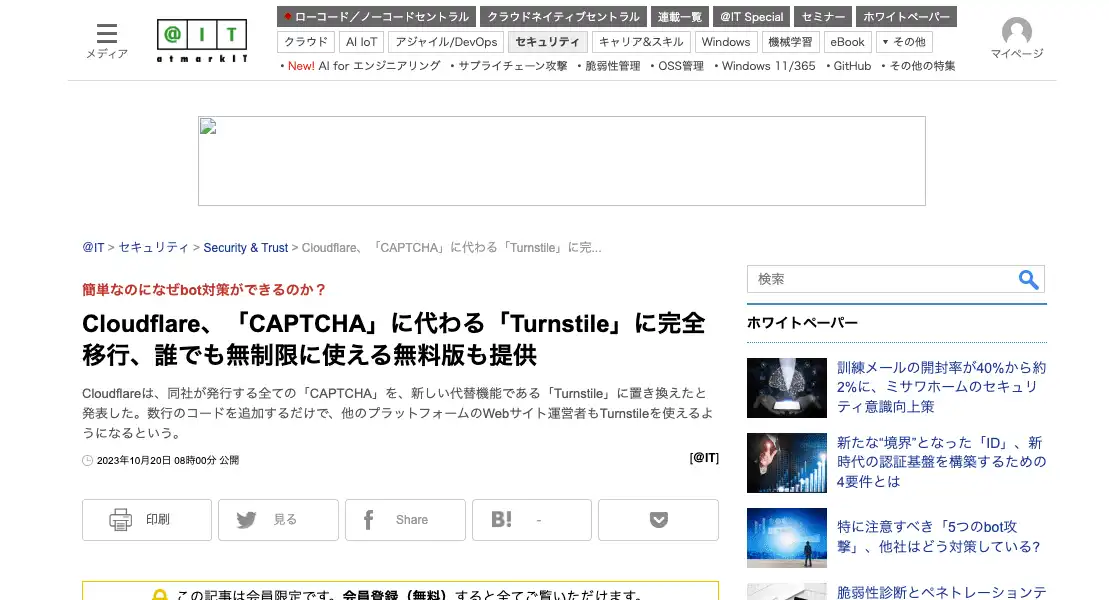 ローコード／ノーコードセントラル クラウドネイティブセントラル 連載一覧 @IT Special セミナー ホワイトペーパー
メディア
@IT
atmarkIT
クラウド AI IoT アジャイル/DevOps セキュリティ キャリア&スキル Windows 機械学習 eBook ▼ その他
マイページ
・New! AI for エンジニアリング ・サプライチェーン攻撃 ・脆弱性管理 ・OSS管理 ・Windows 11/365 ・GitHub ・その他の特集
@IT > セキュリティ > Security & Trust > Cloudflare、「CAPTCHA」に代わる「Turnstile」に完...
簡単なのになぜbot対策ができるのか？
Cloudflare、「CAPTCHA」に代わる「Turnstile」に完全
移行、誰でも無制限に使える無料版も提供
Cloudflareは、同社が発行する全ての「CAPTCHA」を、新しい代替機能である「Turnstile」に置き換えたと
発表した。数行のコードを追加するだけで、他のプラットフォームのWebサイト運営者もTurnstileを使えるよ
うになるという。
2023年10月20日 08時00分 公開
[@IT]
印刷 見る Share B! -
この記事は会員限定です。会員登録（無料）すると全てご覧いただけます。
検索
ホワイトペーパー
訓練メールの開封率が40%から約
2%に、ミサワホームのセキュリ
ティ意識向上策
新たな“境界”となった「ID」、新
時代の認証基盤を構築するための
4要件とは
特に注意すべき「5つのbot攻
撃」、他社はどう対策している?
脆弱性診断とペネトレーションテ